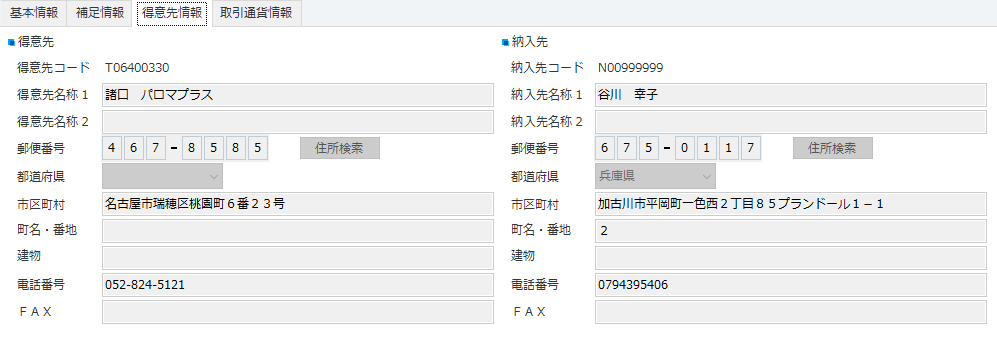 基本情報 補足情報 得意先情報 取引通貨情報
得意先
得意先コード T06400330
得意先名称１ 諸口　パロマプラス
得意先名称２
郵便番号 4 6 7 - 8 5 8 5 住所検索
都道府県
市区町村 名古屋市瑞穂区桃園町６番２３号
町名・番地
建物
電話番号 052-824-5121
ＦＡＸ
納入先
納入先コード N00999999
納入先名称１ 谷川　幸子
納入先名称２
郵便番号 6 7 5 - 0 1 1 7 住所検索
都道府県 兵庫県
市区町村 加古川市平岡町一色西２丁目８５プランドール１－１
町名・番地 ２
建物
電話番号 0794395406
ＦＡＸ